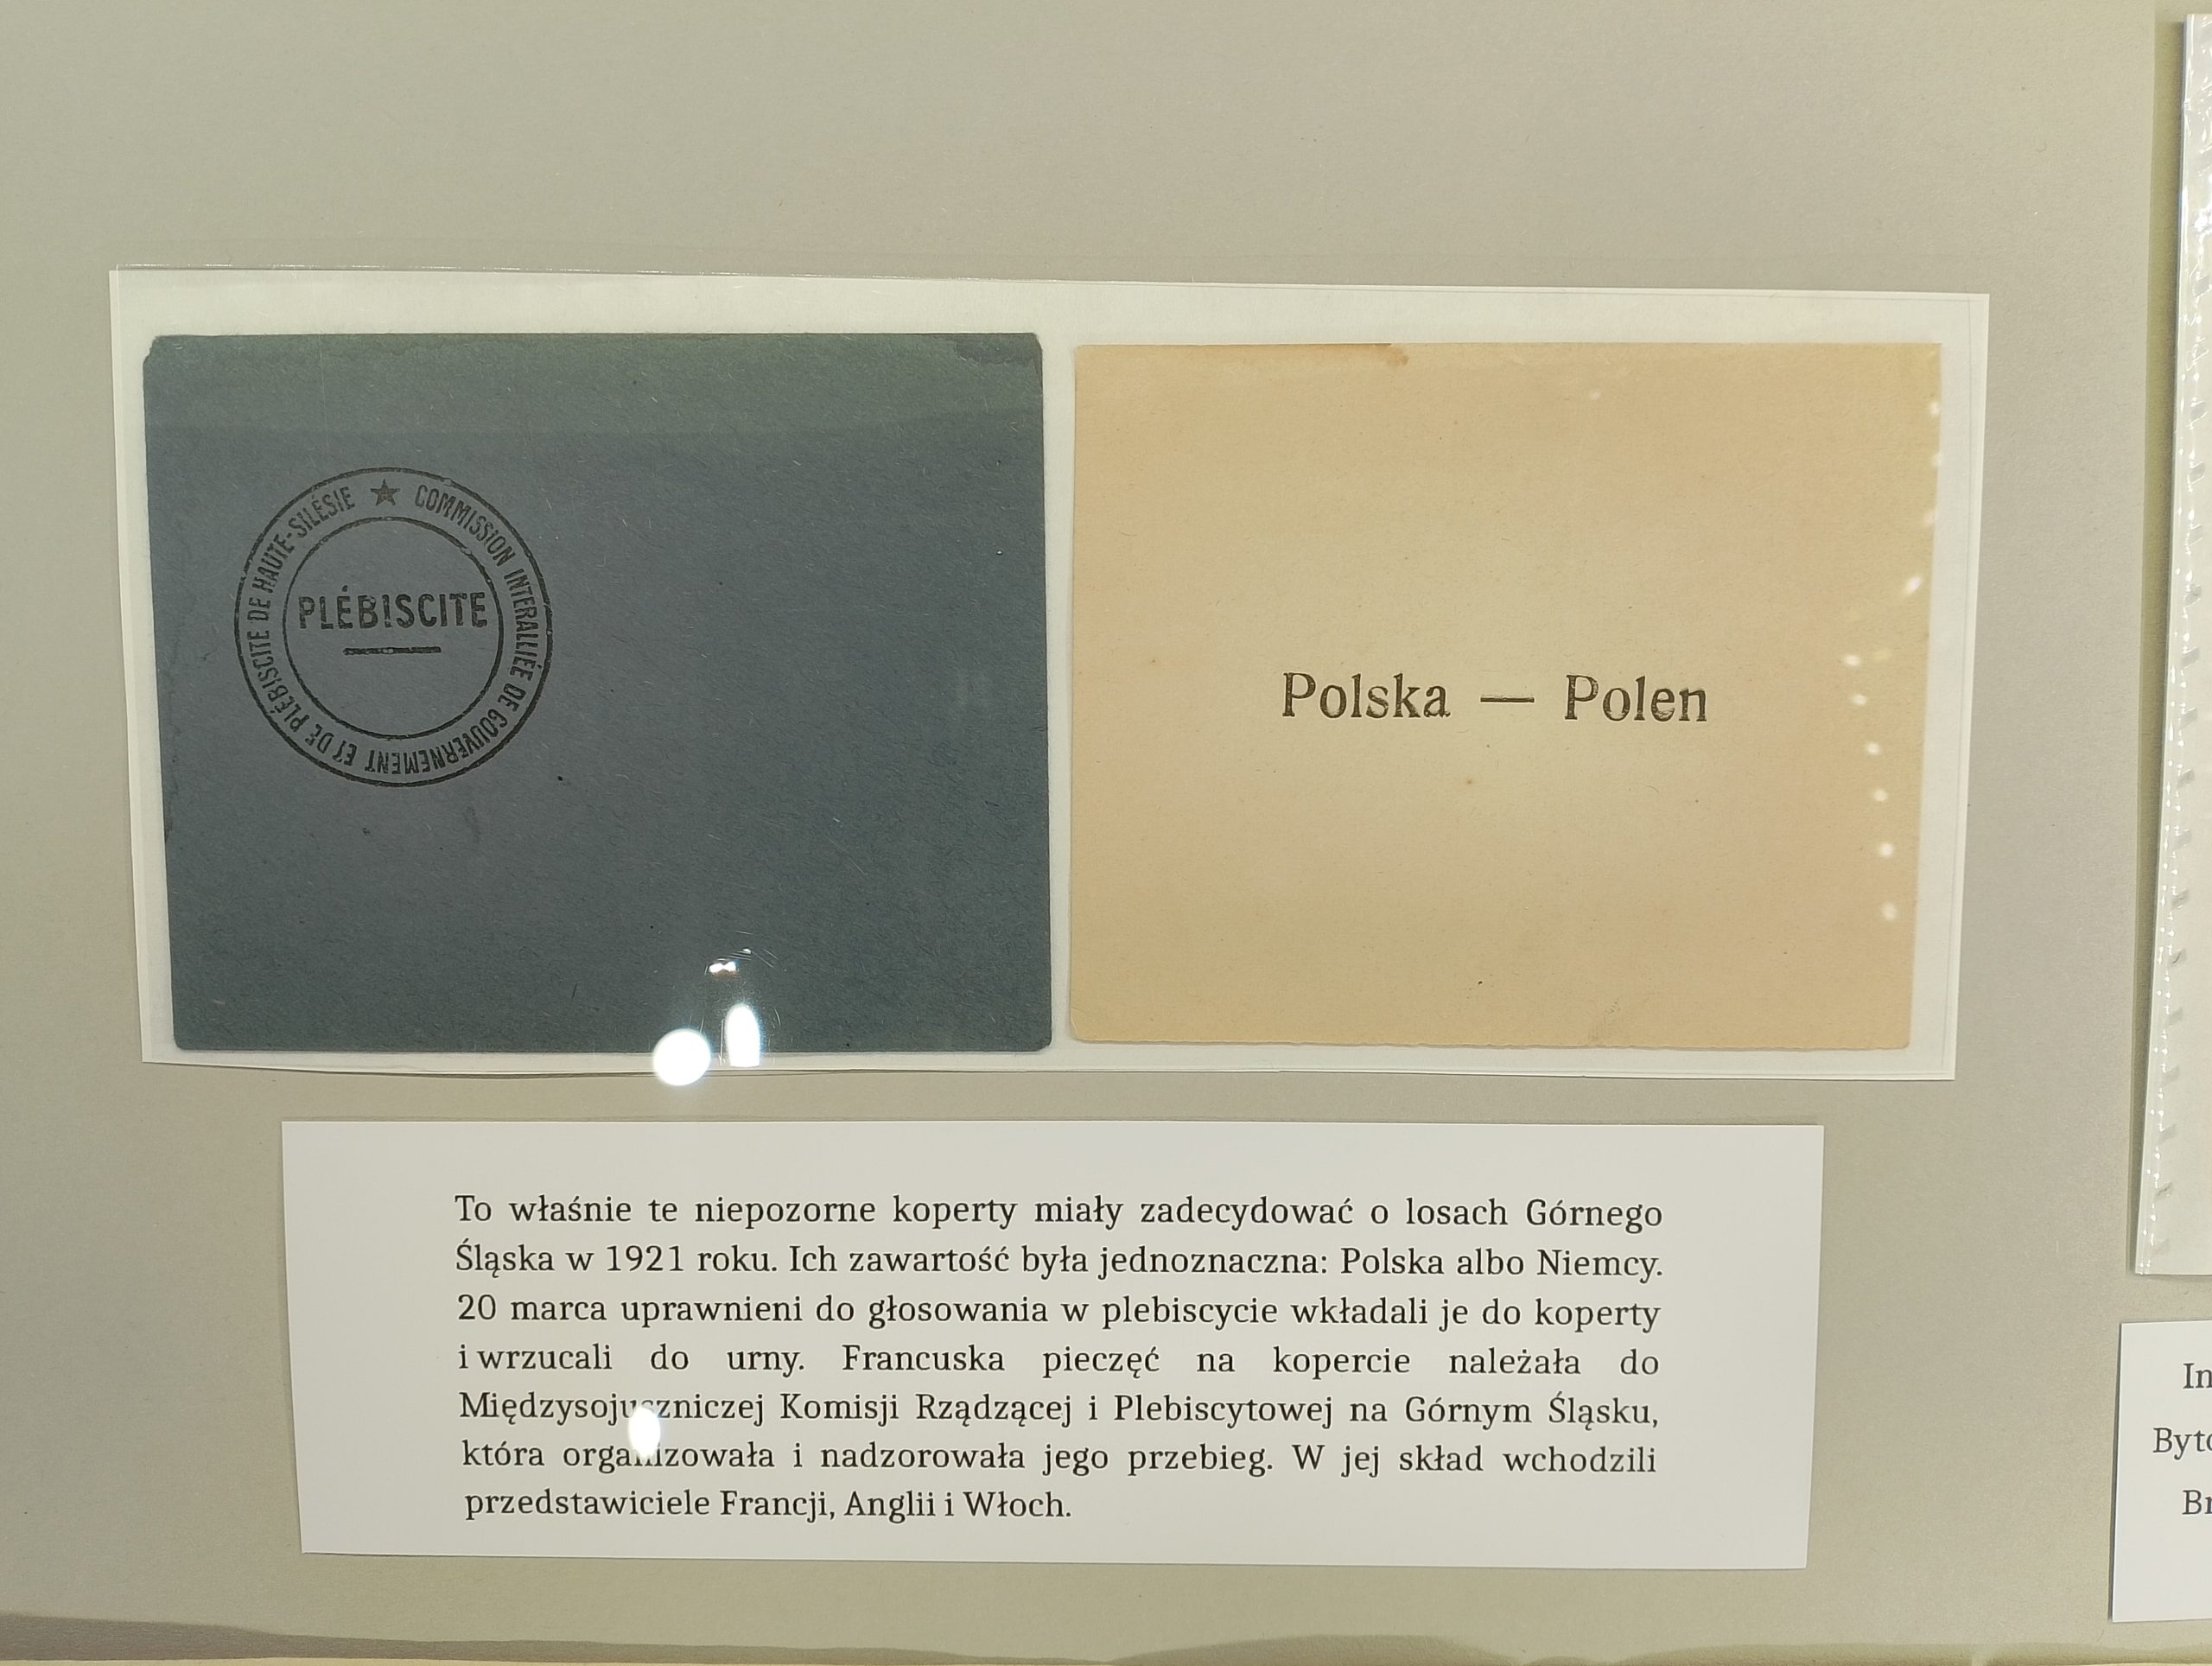 ★ COMMISSION INTERALLIÉE DE GOUVERNEMENT ET DE PLÉBISCITE DE HAUTE-SILÉSIE
PLÉBISCITE
Polska — Polen
To właśnie te niepozorne koperty miały zadecydować o losach Górnego
Śląska w 1921 roku. Ich zawartość była jednoznaczna: Polska albo Niemcy.
20 marca uprawnieni do głosowania w plebiscycie wkładali je do koperty
i wrzucali do urny. Francuska pieczęć na kopercie należała do
Międzysojuszniczej Komisji Rządzącej i Plebiscytowej na Górnym Śląsku,
która organizowała i nadzorowała jego przebieg. W jej skład wchodzili
przedstawiciele Francji, Anglii i Włoch.